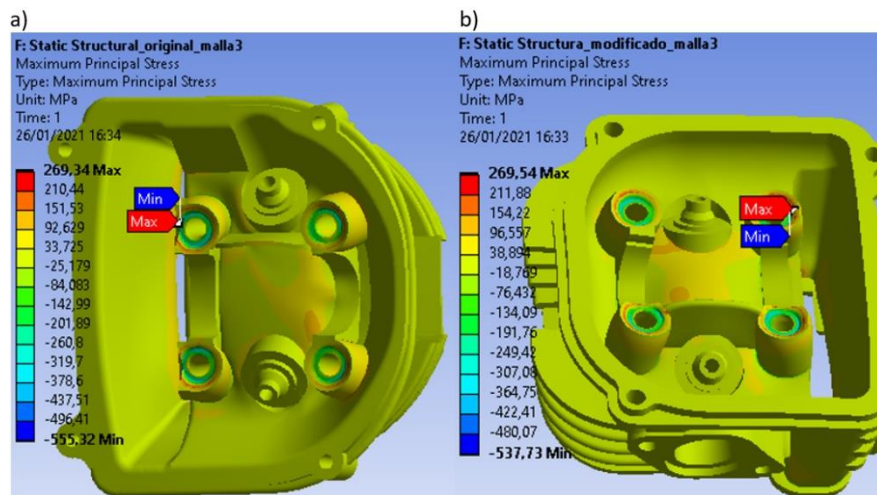 a)
F: Static Structural_original_malla3
Maximum Principal Stress
Type: Maximum Principal Stress
Unit: MPa
Time: 1
26/01/2021 16:34
269,34 Max
210,44
151,53
92,629
33,725
-25,179
-84,083
-142,99
-201,89
-260,8
-319,7
-378,6
-437,51
-496,41
-555,32 Min
Min
Max
b)
F: Static Structura_modificado_malla3
Maximum Principal Stress
Type: Maximum Principal Stress
Unit: MPa
Time: 1
26/01/2021 16:33
269,54 Max
211,88
154,22
96,557
38,894
-18,769
-76,432
-134,09
-191,76
-249,42
-307,08
-364,75
-422,41
-480,07
-537,73 Min
Max
Min